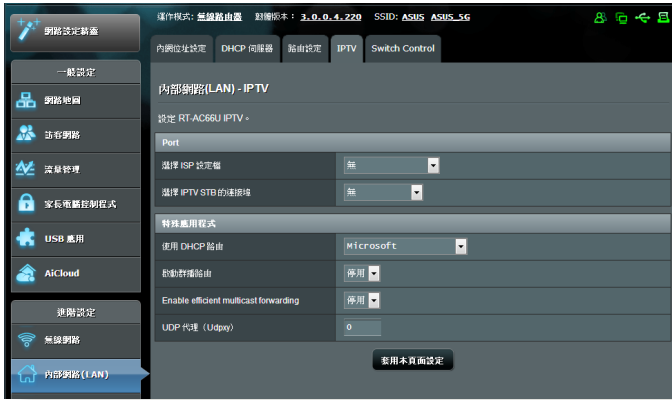 網路設定精靈
運作模式: 無線路由器 韌體版本: 3.0.0.4.220 SSID: ASUS ASUS_5G
內網位址設定 DHCP 伺服器 路由設定 IPTV Switch Control
一般設定
網路地圖
訪客網路
流量管理
家長電腦控制程式
USB 應用
AiCloud
進階設定
無線網路
內部網路(LAN)
內部網路(LAN) - IPTV
設定 RT-AC66U IPTV。
Port
選擇 ISP 設定檔 無
選擇 IPTV STB 的連接埠 無
特殊應用程式
使用 DHCP 路由 Microsoft
啟動群播路由 停用
Enable efficient multicast forwarding 停用
UDP 代理 (Udpxy) 0
套用本頁面設定